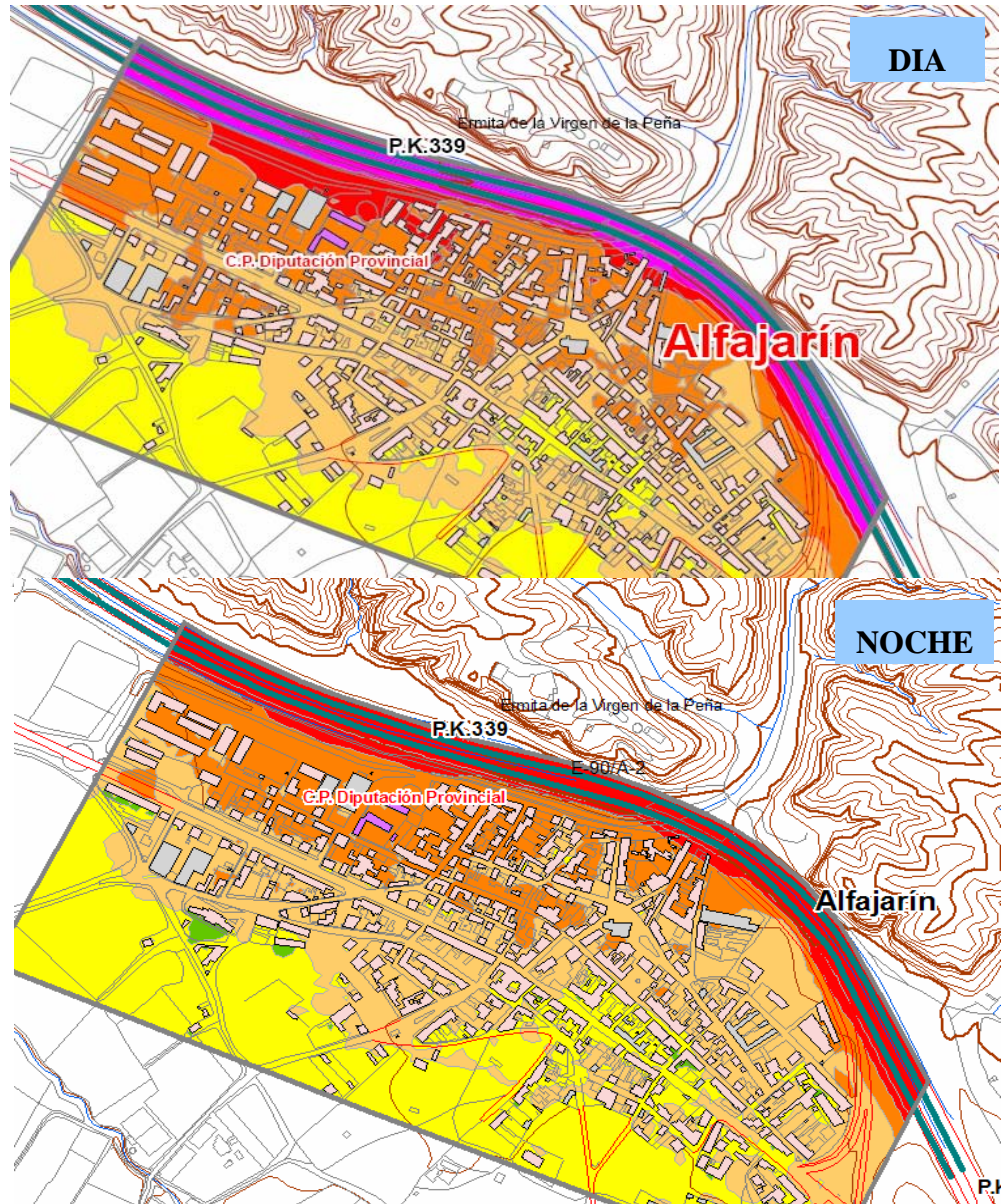 DIA
Ermita de la Virgen de la Peña
P.K.339
C.P. Diputación Provincial
Alfajarín
NOCHE
Ermita de la Virgen de la Peña
P.K.339
E-90/A-2
C.P. Diputación Provincial
Alfajarín